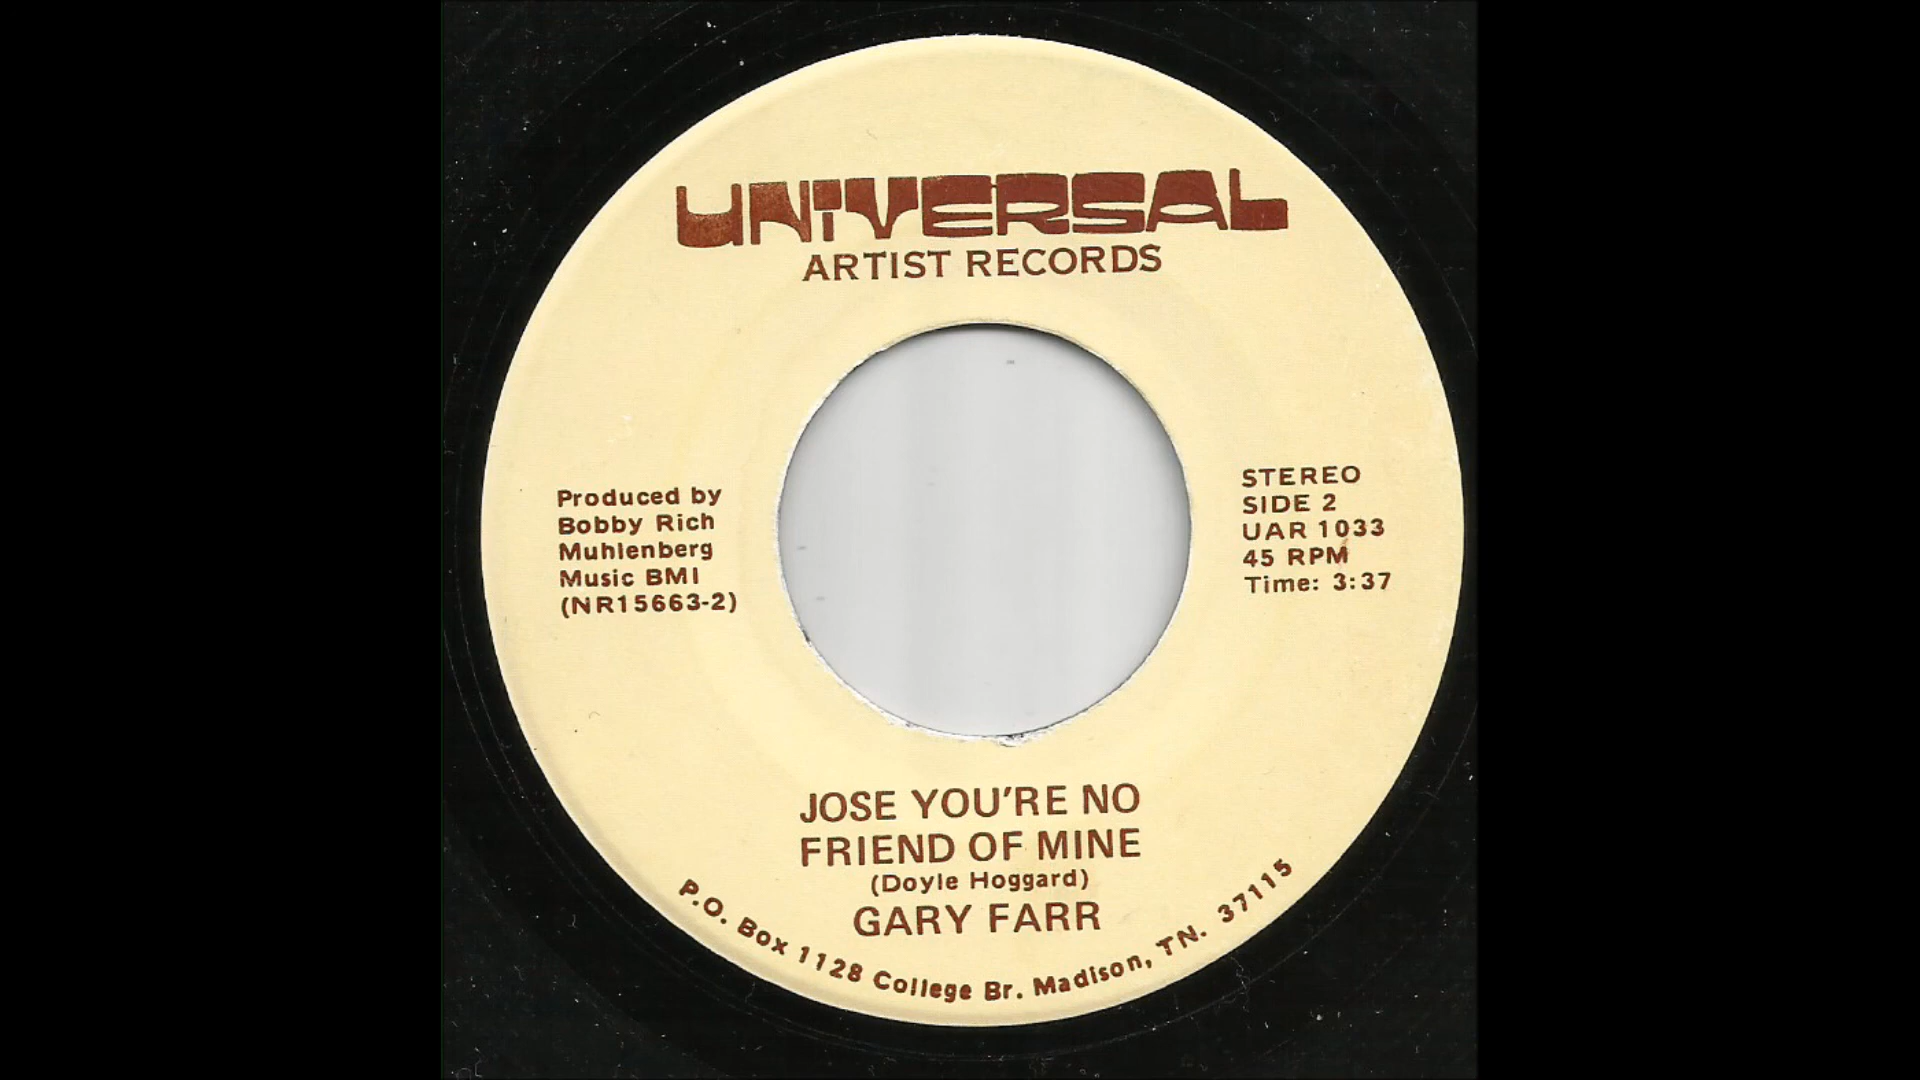 UNIVERSAL
ARTIST RECORDS
Produced by
Bobby Rich
Muhlenberg
Music BMI
(NR15663-2)
STEREO
SIDE 2
UAR 1033
45 RPM
Time: 3:37
JOSE YOU'RE NO
FRIEND OF MINE
(Doyle Hoggard)
GARY FARR
P.O. Box 1128 College Br. Madison, TN. 37115